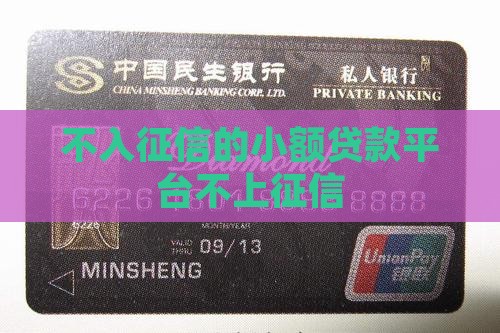 中国民生银行
CHINA MINSHENG BANKING CORP., LTD.
私人银行
PRIVATE BANKING
不入征信的小额贷款平
台不上征信
Diamond
6226
8888
6226
MONTH/YEAR
VALID
THRU
09/13
MINSHENG
UnionPay
银联